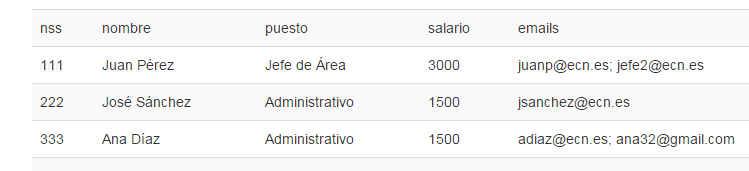 nss nombre puesto salario emails
111 Juan Pérez Jefe de Área 3000 juanp@ecn.es; jefe2@ecn.es
222 José Sánchez Administrativo 1500 jsanchez@ecn.es
333 Ana Díaz Administrativo 1500 adiaz@ecn.es; ana32@gmail.com